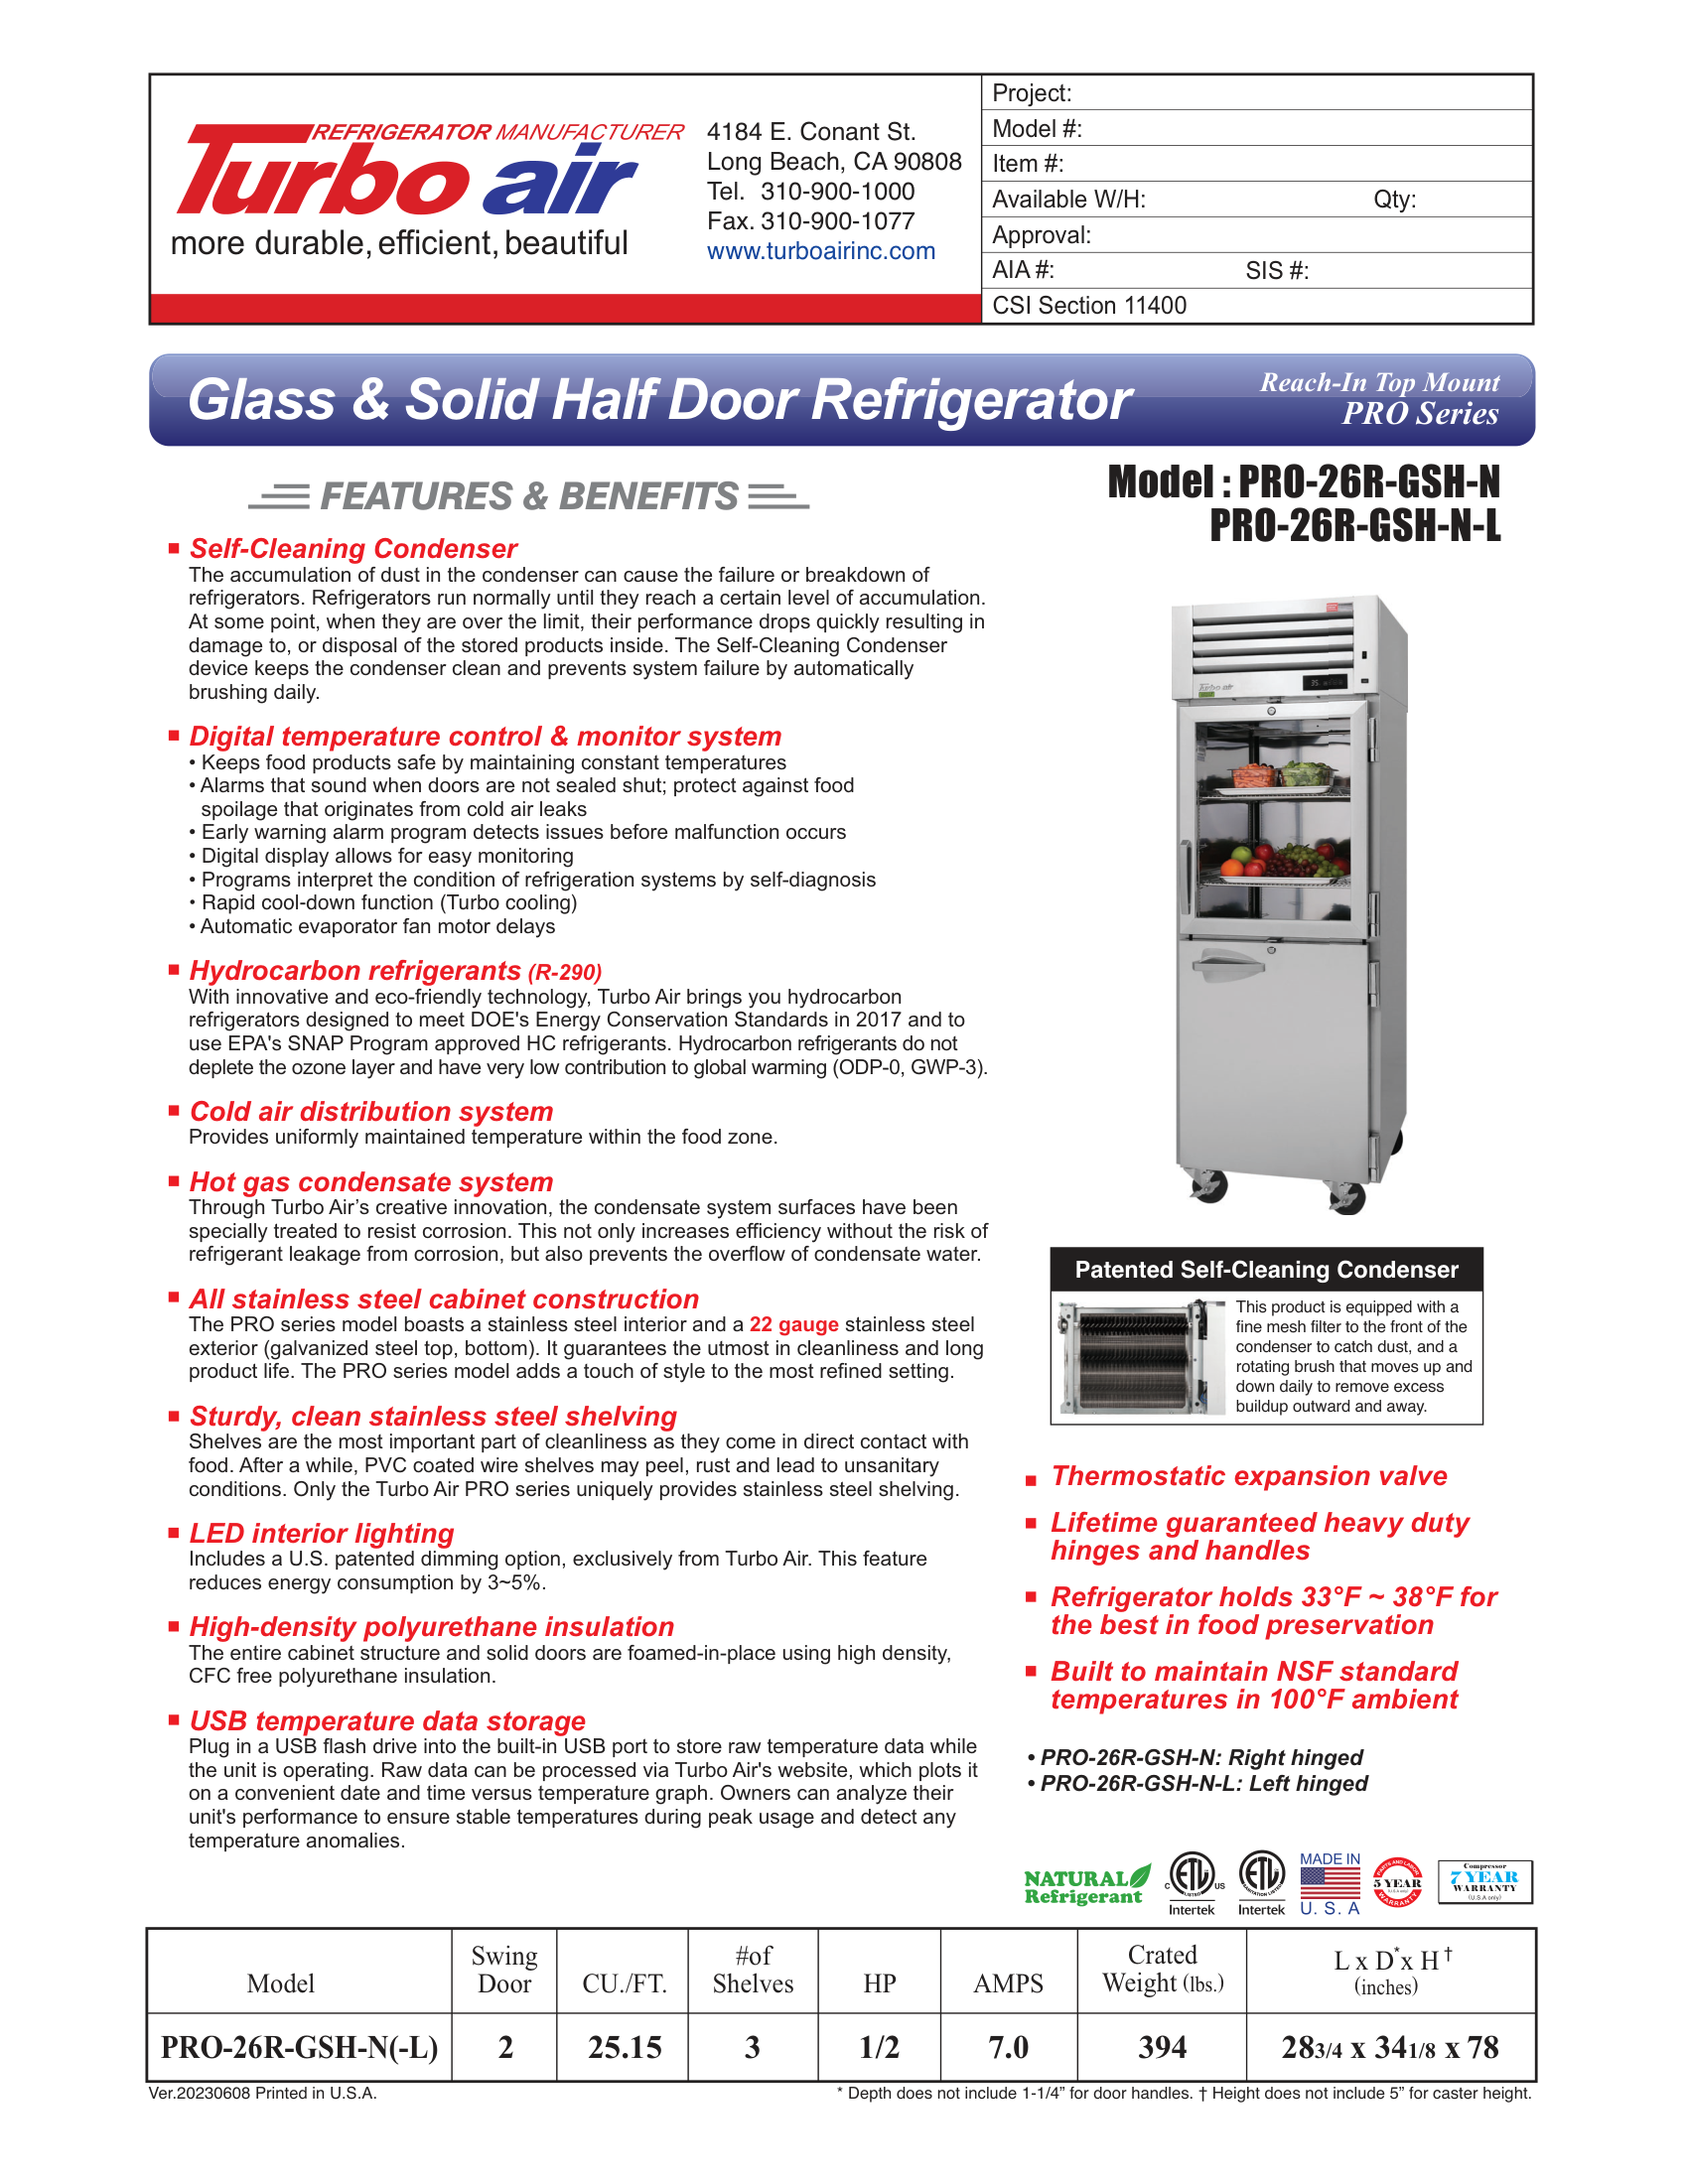 REFRIGERATOR MANUFACTURER
Turbo air
more durable, efficient, beautiful
4184 E. Conant St.
Long Beach, CA 90808
Tel. 310-900-1000
Fax. 310-900-1077
www.turboairinc.com
Project:
Model #:
Item #:
Available W/H: Qty:
Approval:
AIA #: SIS #:
CSI Section 11400
Glass & Solid Half Door Refrigerator
Reach-In Top Mount
PRO Series
FEATURES & BENEFITS
Model : PRO-26R-GSH-N
PRO-26R-GSH-N-L
Self-Cleaning Condenser
The accumulation of dust in the condenser can cause the failure or breakdown of
refrigerators. Refrigerators run normally until they reach a certain level of accumulation.
At some point, when they are over the limit, their performance drops quickly resulting in
damage to, or disposal of the stored products inside. The Self-Cleaning Condenser
device keeps the condenser clean and prevents system failure by automatically
brushing daily.
Digital temperature control & monitor system
• Keeps food products safe by maintaining constant temperatures
• Alarms that sound when doors are not sealed shut; protect against food
spoilage that originates from cold air leaks
• Early warning alarm program detects issues before malfunction occurs
• Digital display allows for easy monitoring
• Programs interpret the condition of refrigeration systems by self-diagnosis
• Rapid cool-down function (Turbo cooling)
• Automatic evaporator fan motor delays
Hydrocarbon refrigerants (R-290)
With innovative and eco-friendly technology, Turbo Air brings you hydrocarbon
refrigerators designed to meet DOE's Energy Conservation Standards in 2017 and to
use EPA's SNAP Program approved HC refrigerants. Hydrocarbon refrigerants do not
deplete the ozone layer and have very low contribution to global warming (ODP-0, GWP-3).
Cold air distribution system
Provides uniformly maintained temperature within the food zone.
Hot gas condensate system
Through Turbo Air’s creative innovation, the condensate system surfaces have been
specially treated to resist corrosion. This not only increases efficiency without the risk of
refrigerant leakage from corrosion, but also prevents the overflow of condensate water.
All stainless steel cabinet construction
The PRO series model boasts a stainless steel interior and a 22 gauge stainless steel
exterior (galvanized steel top, bottom). It guarantees the utmost in cleanliness and long
product life. The PRO series model adds a touch of style to the most refined setting.
Sturdy, clean stainless steel shelving
Shelves are the most important part of cleanliness as they come in direct contact with
food. After a while, PVC coated wire shelves may peel, rust and lead to unsanitary
conditions. Only the Turbo Air PRO series uniquely provides stainless steel shelving.
LED interior lighting
Includes a U.S. patented dimming option, exclusively from Turbo Air. This feature
reduces energy consumption by 3~5%.
High-density polyurethane insulation
The entire cabinet structure and solid doors are foamed-in-place using high density,
CFC free polyurethane insulation.
USB temperature data storage
Plug in a USB flash drive into the built-in USB port to store raw temperature data while
the unit is operating. Raw data can be processed via Turbo Air's website, which plots it
on a convenient date and time versus temperature graph. Owners can analyze their
unit's performance to ensure stable temperatures during peak usage and detect any
temperature anomalies.
Turbo air
35
Patented Self-Cleaning Condenser
This product is equipped with a
fine mesh filter to the front of the
condenser to catch dust, and a
rotating brush that moves up and
down daily to remove excess
buildup outward and away.
Thermostatic expansion valve
Lifetime guaranteed heavy duty
hinges and handles
Refrigerator holds 33°F ~ 38°F for
the best in food preservation
Built to maintain NSF standard
temperatures in 100°F ambient
• PRO-26R-GSH-N: Right hinged
• PRO-26R-GSH-N-L: Left hinged
NATURAL
Refrigerant
C ETL US
LISTED
Intertek
ETL
SANITATION LISTED
Intertek
MADE IN
U. S. A
PARTS AND LABOR
5 YEAR
WARRANTY
Compressor
7 YEAR
WARRANTY
(U.S.A only)
Model Swing Door CU./FT. #of Shelves HP AMPS Crated Weight (lbs.) L x D* x H† (inches)
PRO-26R-GSH-N(-L) 2 25.15 3 1/2 7.0 394 28 3/4 x 34 1/8 x 78
Ver.20230608 Printed in U.S.A.
* Depth does not include 1-1/4” for door handles. † Height does not include 5” for caster height.